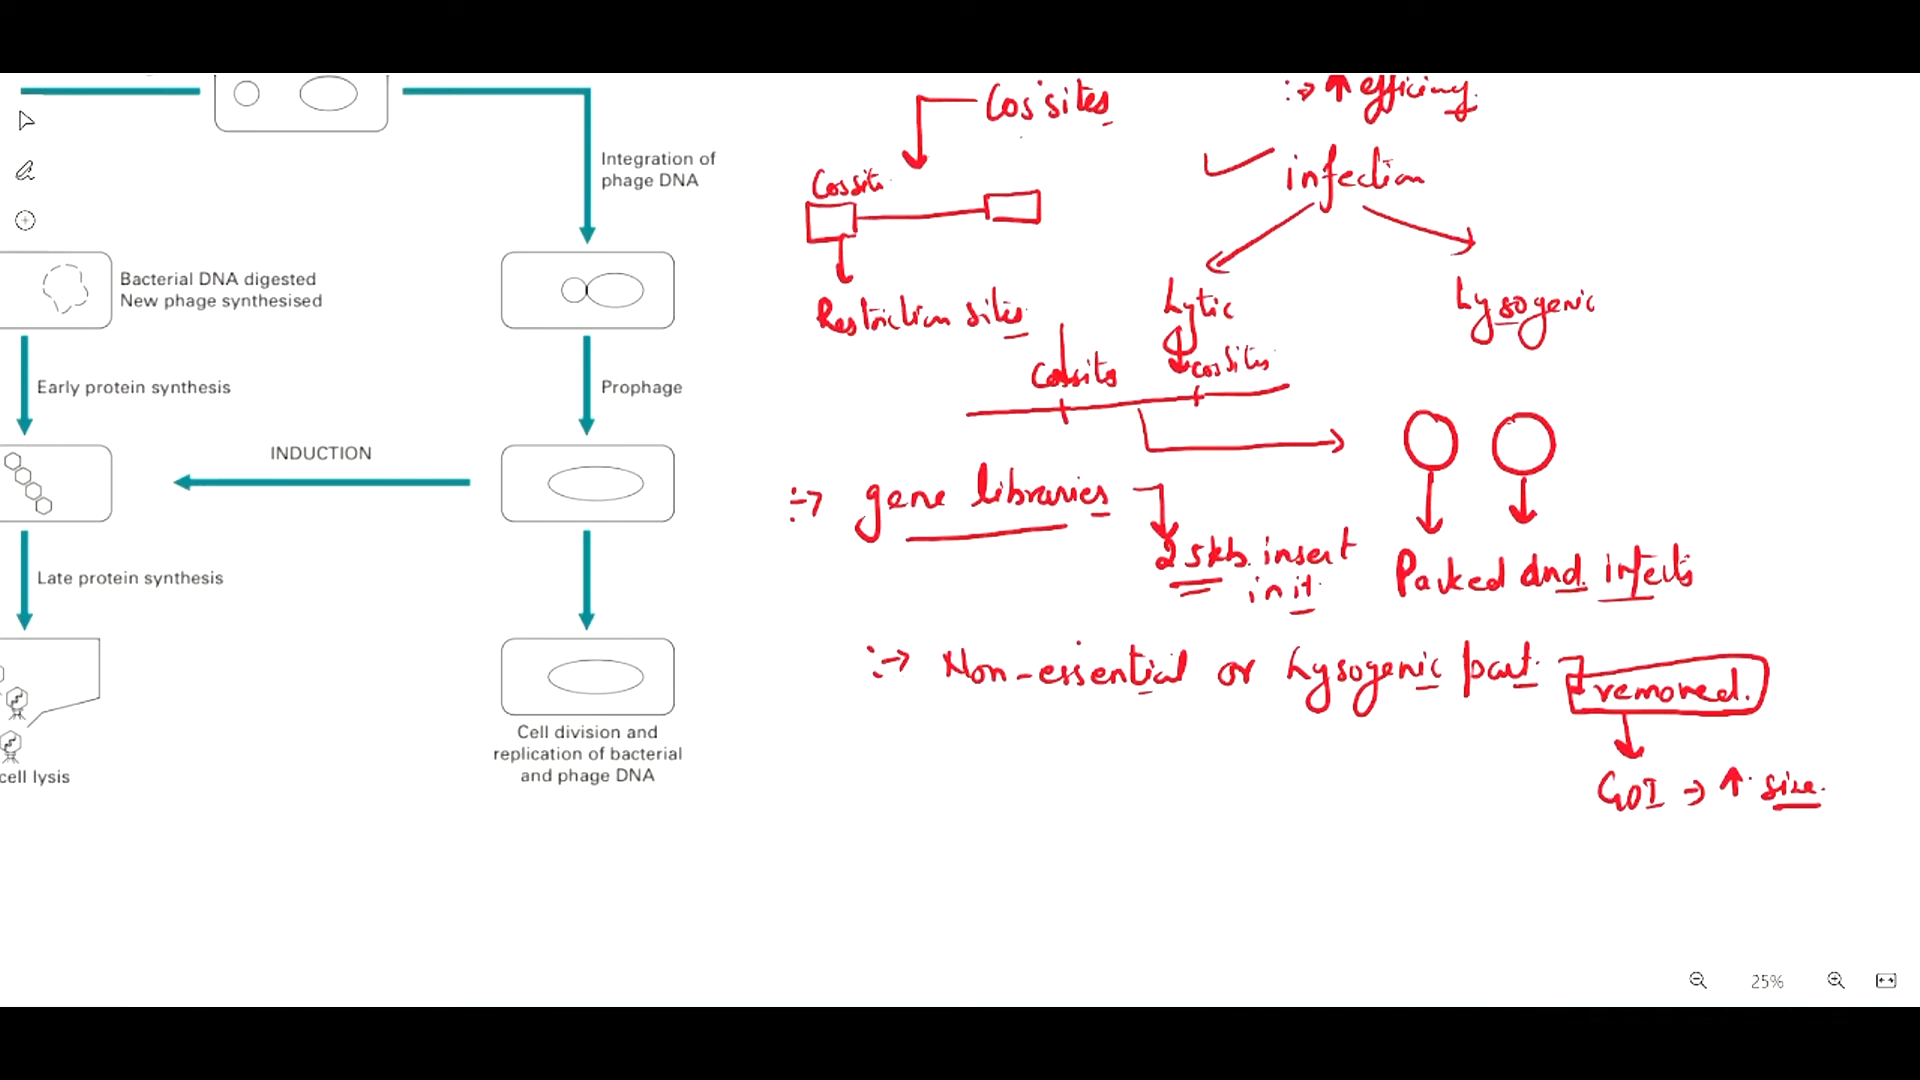 Integration of
phage DNA
Bacterial DNA digested
New phage synthesised
Early protein synthesis
Prophage
INDUCTION
Late protein synthesis
cell lysis
Cell division and
replication of bacterial
and phage DNA
Cos sites
Cos site
Restriction sites
:→ ↑
✓ infection
Lytic
Lysogenic
Cos sites
cos sites
:→ gene libraries
25kb insert
in it
Packed and infects
:→ Non-essential or Lysogenic part
removed.
GOI → ↑ size.
25%